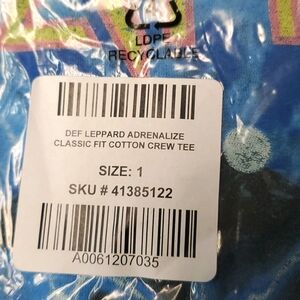 LDPE
RECYCLABLE
DEF LEPPARD ADRENALIZE
CLASSIC FIT COTTON CREW TEE
SIZE: 1
SKU # 41385122
A0061207035